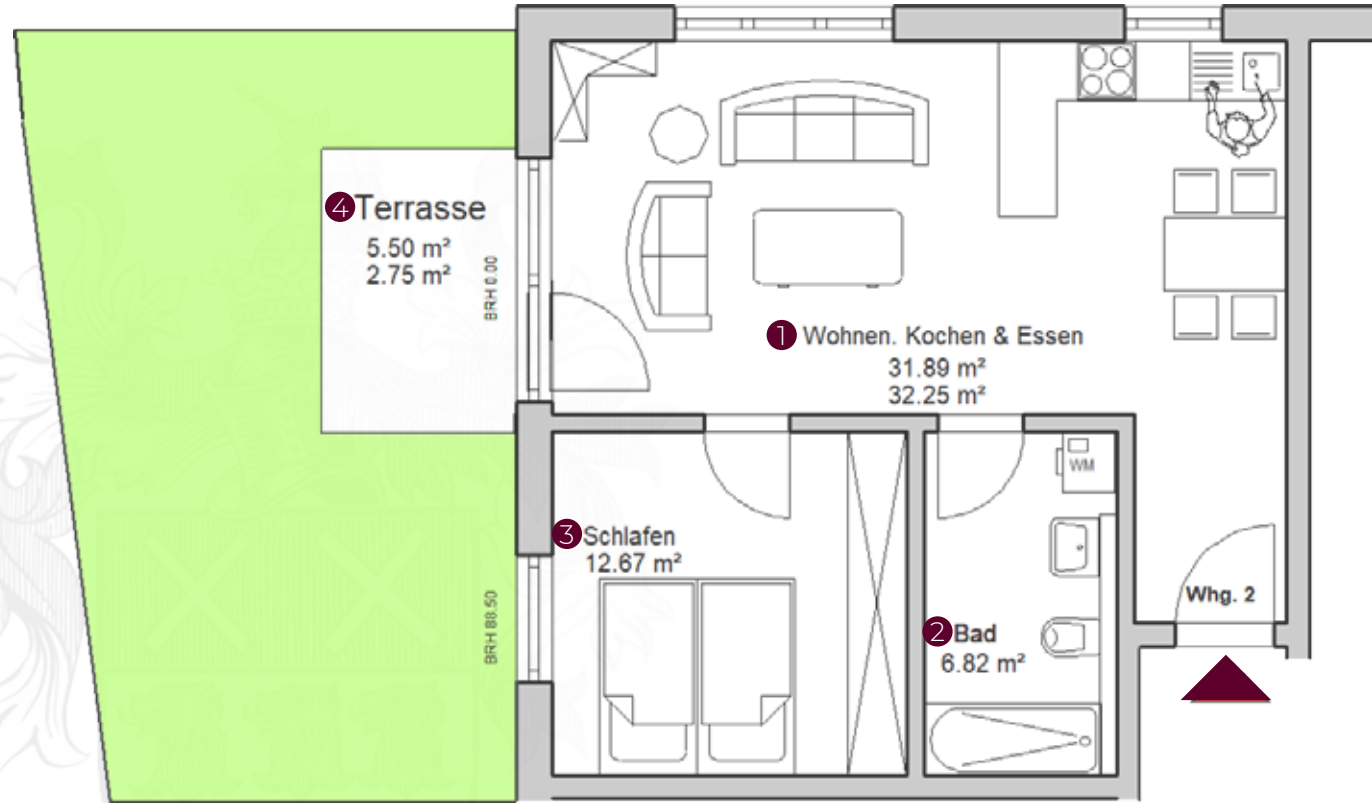 4 Terrasse
5.50 m²
2.75 m²
BRH 0.00
1 Wohnen. Kochen & Essen
31.89 m²
32.25 m²
WM
3 Schlafen
12.67 m²
BRH 88.50
Whg. 2
2 Bad
6.82 m²